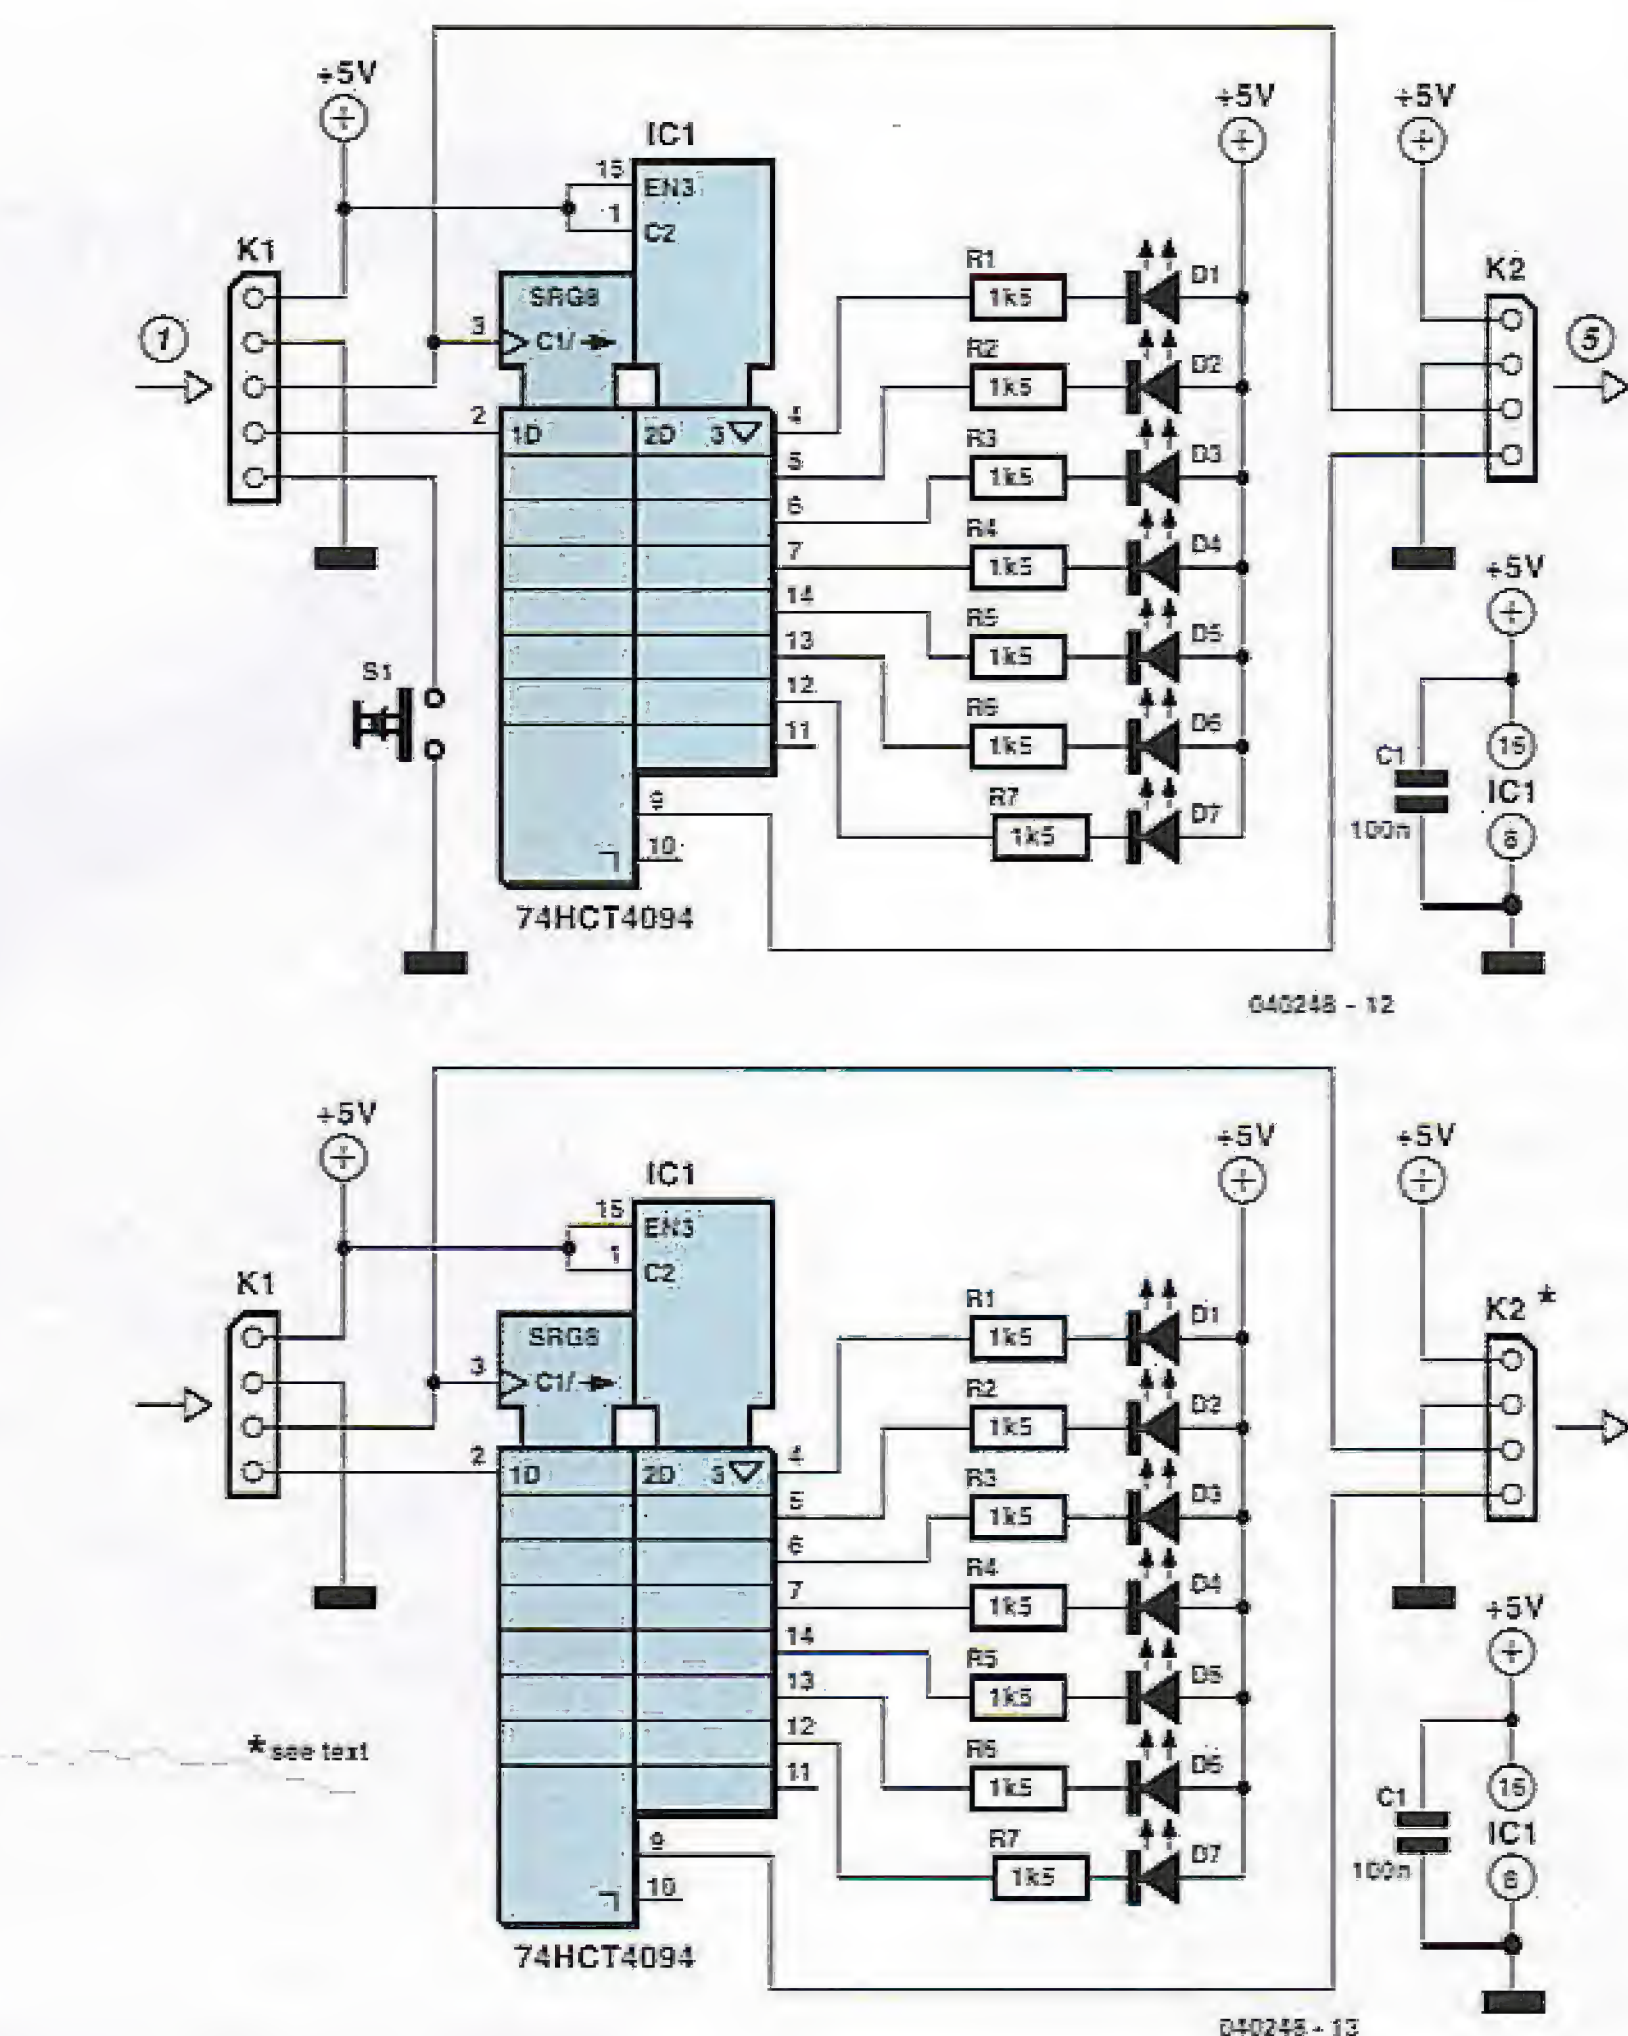 +5V
+5V
+5V
IC1
15
EN3
1
C2
K1
K2
R1
1k5
D1
SRG8
3
C1/
1
5
R2
1k5
D2
2
1D
2D
3
4
R3
1k5
D3
5
6
R4
1k5
D4
7
+5V
14
R5
1k5
D5
13
S1
12
R6
1k5
D6
11
C1
16
IC1
100n
8
9
R7
1k5
D7
10
74HCT4094
040248 - 12
+5V
+5V
+5V
IC1
15
EN3
1
C2
K1
K2 *
R1
1k5
D1
SRG8
3
C1/
R2
1k5
D2
2
1D
2D
3
4
R3
1k5
D3
5
6
R4
1k5
D4
7
+5V
14
R5
1k5
D5
13
12
* see text
R6
1k5
D6
11
C1
16
IC1
100n
8
9
R7
1k5
D7
10
74HCT4094
040248 - 13